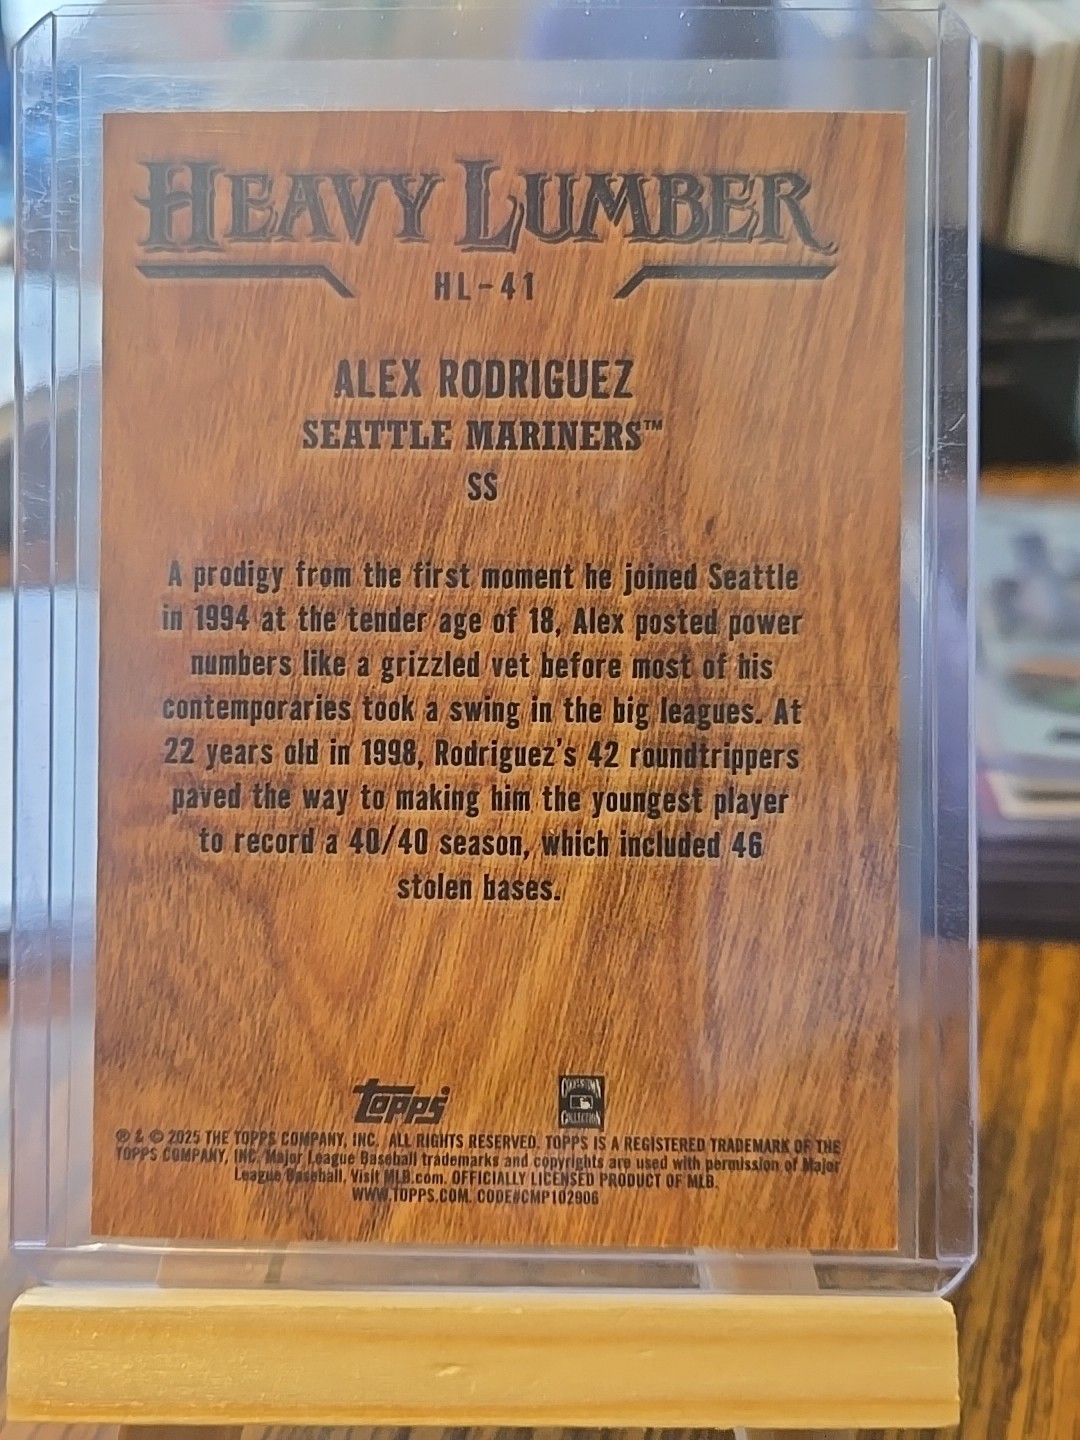 HEAVY LUMBER
HL-41
ALEX RODRIGUEZ
SEATTLE MARINERS™
SS
A prodigy from the first moment he joined Seattle
in 1994 at the tender age of 18, Alex posted power
numbers like a grizzled vet before most of his
contemporaries took a swing in the big leagues. At
22 years old in 1998, Rodriguez's 42 roundtrippers
paved the way to making him the youngest player
to record a 40/40 season, which included 46
stolen bases.
Topps
COOPERSTOWN
COLLECTION
® & © 2025 THE TOPPS COMPANY, INC. ALL RIGHTS RESERVED. TOPPS IS A REGISTERED TRADEMARK OF THE
TOPPS COMPANY, INC. Major League Baseball trademarks and copyrights are used with permission of Major
League Baseball, Visit MLB.com. OFFICIALLY LICENSED PRODUCT OF MLB.
WWW.TOPPS.COM. CODE#CMP102906